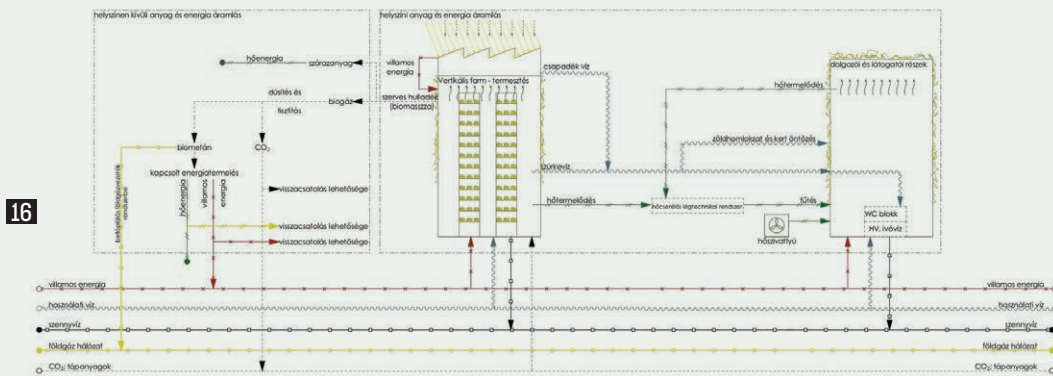 16
helyszínen kívüli anyag és energia áramlás
hőenergia
szárazanyag
dúsítés és
tisztítás
biogáz
biometán
CO₂
kapcsolt energiatermelés
hőenergia
villamos
energia
visszacsatolás lehetősége
visszacsatolás lehetősége
visszacsatolás lehetősége
helyszíni anyag és energia áramlás
villamos
energia
Vertikális farm - termesztés
szerves hulladék
(biomassza)
csapadék víz
szürkevíz
hőtermelődés
hőtermelődés
zöldhomlokzat és kert öntözés
hőcserélős légtechnikai rendszer
fűtés
hőszivattyú
dolgozói és látogatói részek
WC blokk
HV, ivóvíz
villamos energia
villamos energia
használati víz
használati víz
szennyvíz
szennyvíz
földgáz hálózat
földgáz hálózat
CO₂; tápanyagok
CO₂; tápanyagok